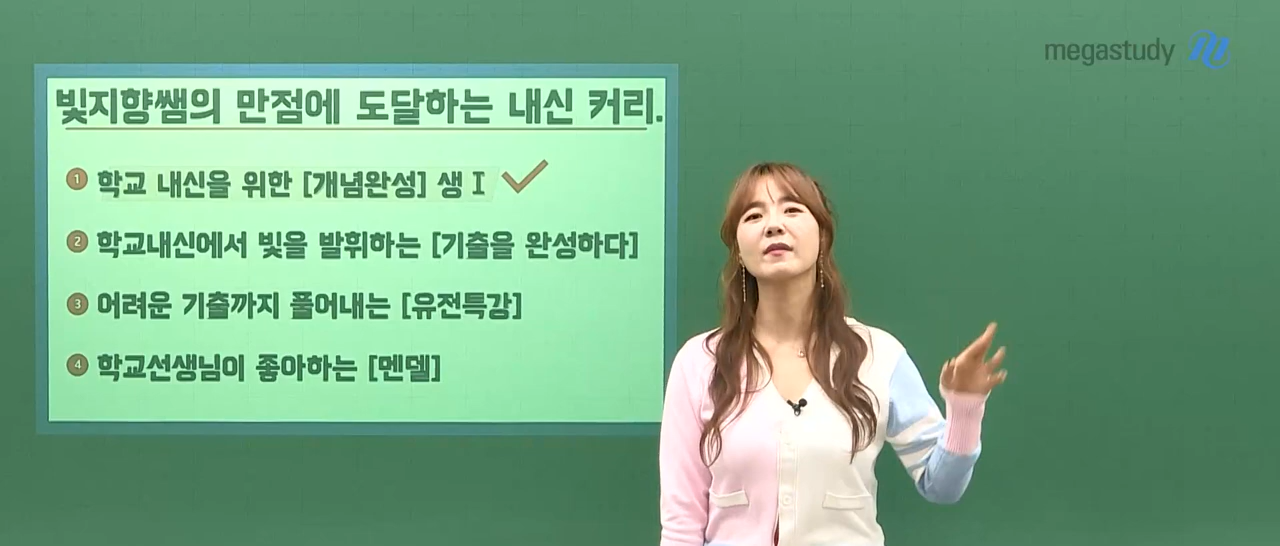 megastudy
빛지향쌤의 만점에 도달하는 내신 커리.
1 학교 내신을 위한 [개념완성] 생 I
2 학교내신에서 빛을 발휘하는 [기출을 완성하다]
3 어려운 기출까지 풀어내는 [유전특강]
4 학교선생님이 좋아하는 [멘델]